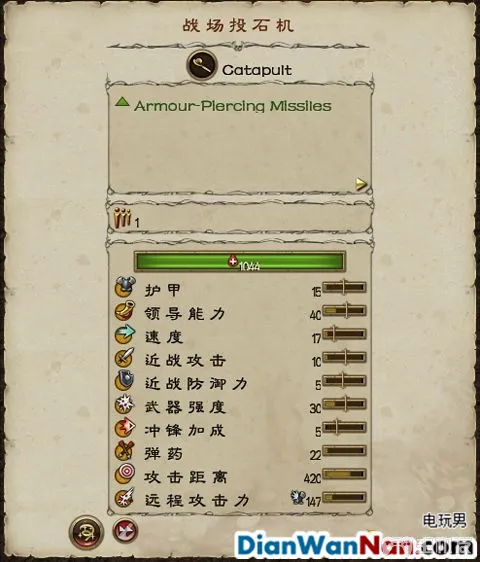 战场投石机
Catapult
Armour-Piercing Missiles
1
1044
护甲 15
领导能力 40
速度 17
近战攻击 10
近战防御力 5
武器强度 30
冲锋加成 5
弹药 22
攻击距离 420
远程攻击力 147
电玩男
DianWanNan.com